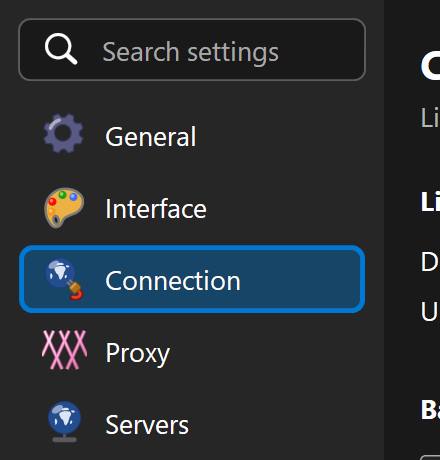 Search settings
General
Interface
Connection
Proxy
Servers